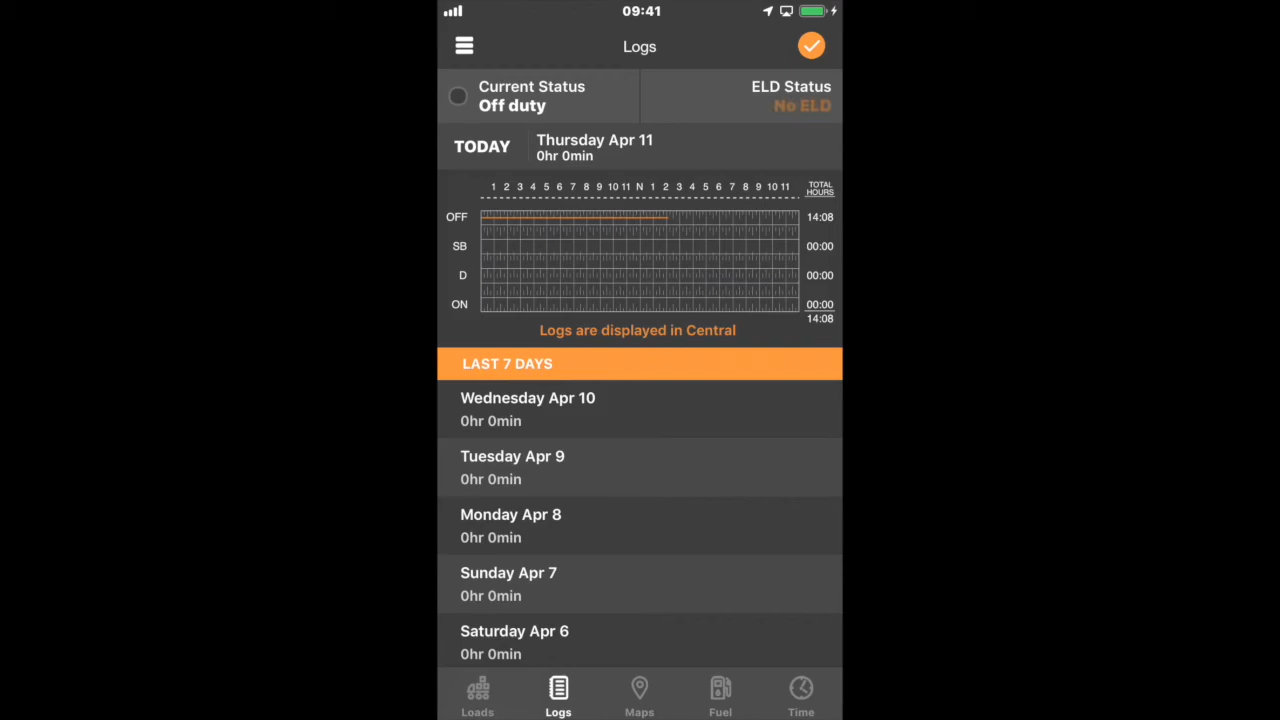 09:41
Logs
Current Status
Off duty
ELD Status
No ELD
TODAY
Thursday Apr 11
0hr 0min
1 2 3 4 5 6 7 8 9 10 11 N 1 2 3 4 5 6 7 8 9 10 11
TOTAL
HOURS
OFF 14:08
SB 00:00
D 00:00
ON 00:00
14:08
Logs are displayed in Central
LAST 7 DAYS
Wednesday Apr 10
0hr 0min
Tuesday Apr 9
0hr 0min
Monday Apr 8
0hr 0min
Sunday Apr 7
0hr 0min
Saturday Apr 6
0hr 0min
Loads Logs Maps Fuel Time